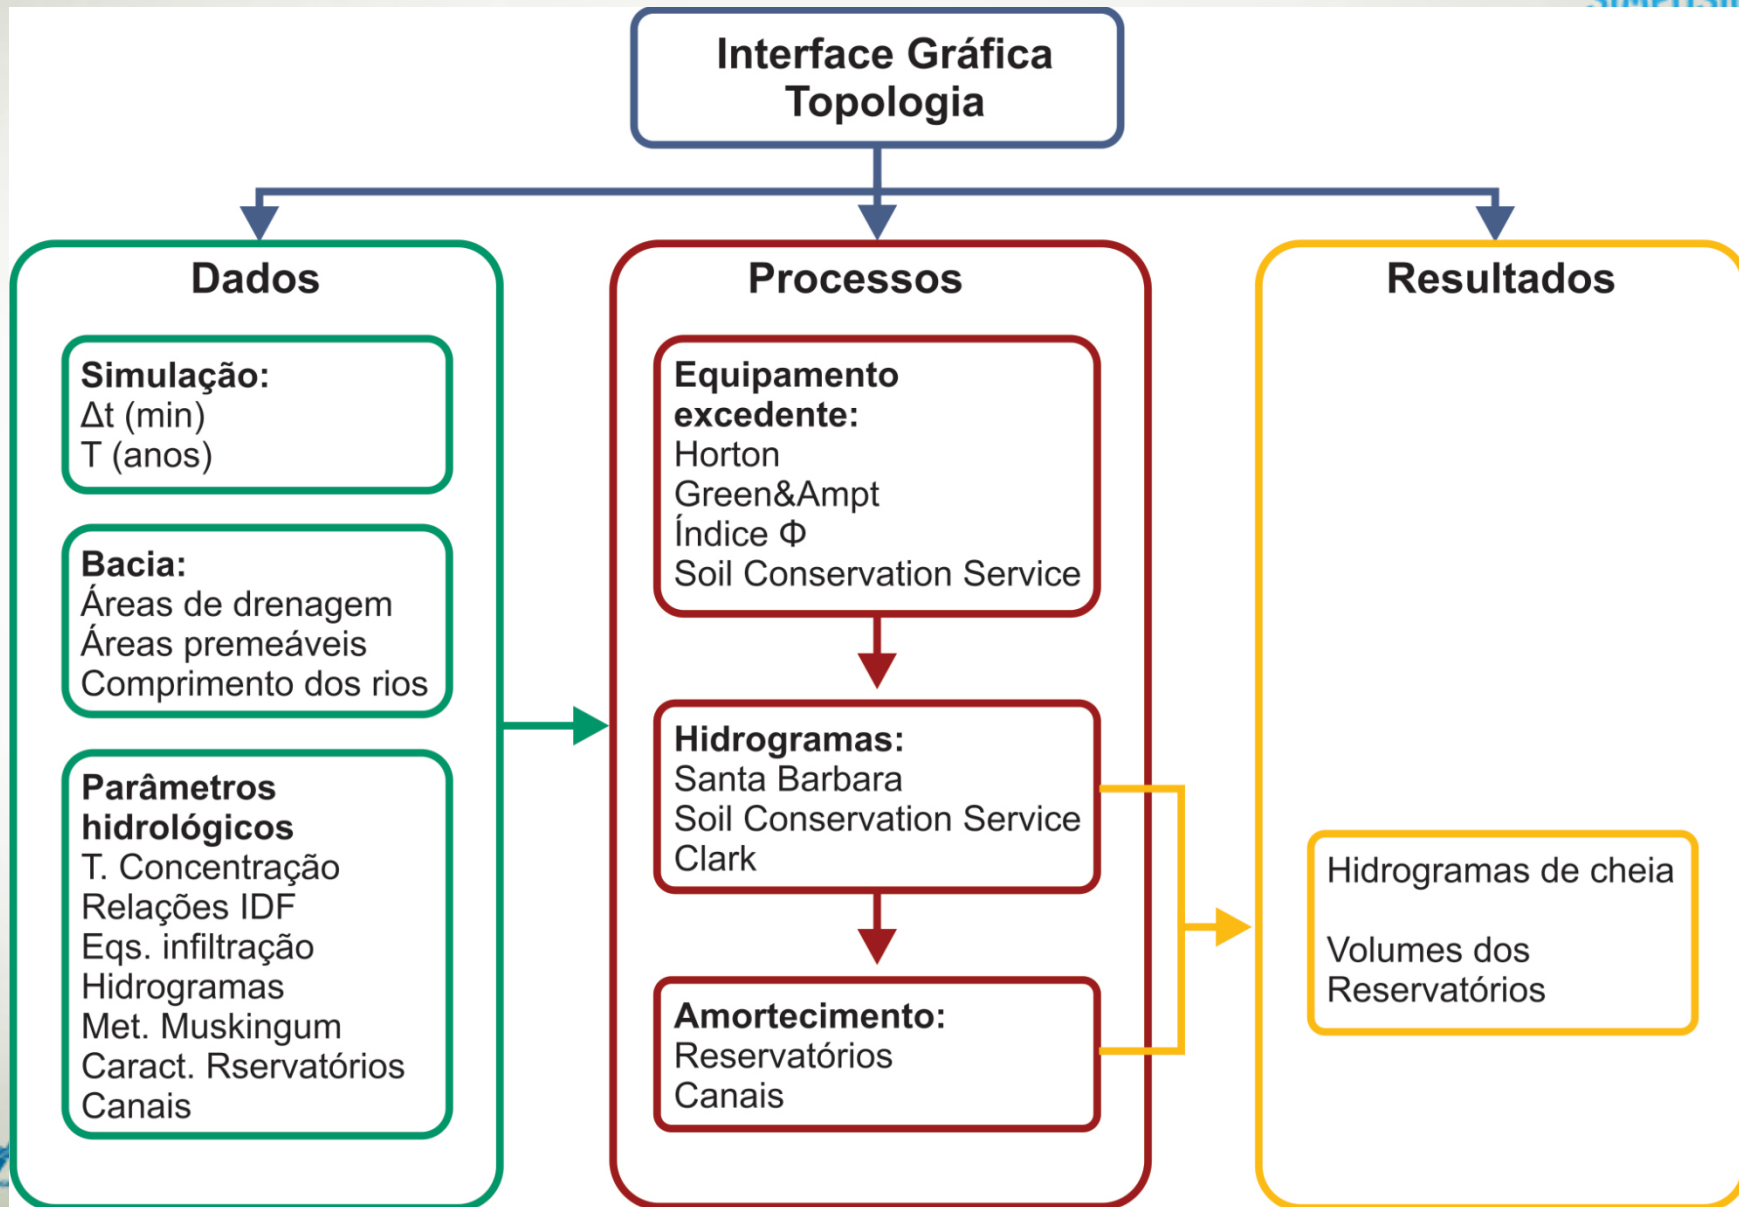 Interface Gráfica
Topologia
Dados
Simulação:
Δt (min)
T (anos)
Bacia:
Áreas de drenagem
Áreas premeáveis
Comprimento dos rios
Parâmetros
hidrológicos
T. Concentração
Relações IDF
Eqs. infiltração
Hidrogramas
Met. Muskingum
Caract. Rservatórios
Canais
Processos
Equipamento
excedente:
Horton
Green&Ampt
Índice Φ
Soil Conservation Service
Hidrogramas:
Santa Barbara
Soil Conservation Service
Clark
Amortecimento:
Reservatórios
Canais
Resultados
Hidrogramas de cheia
Volumes dos
Reservatórios